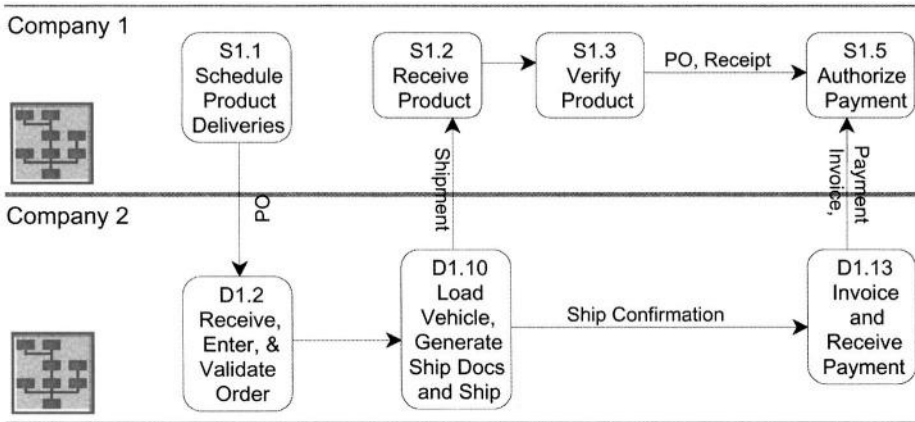 Company 1
S1.1
Schedule
Product
Deliveries
S1.2
Receive
Product
S1.3
Verify
Product
PO, Receipt
S1.5
Authorize
Payment
PO
Shipment
Invoice,
Payment
Company 2
D1.2
Receive,
Enter, &
Validate
Order
D1.10
Load
Vehicle,
Generate
Ship Docs
and Ship
Ship Confirmation
D1.13
Invoice
and
Receive
Payment